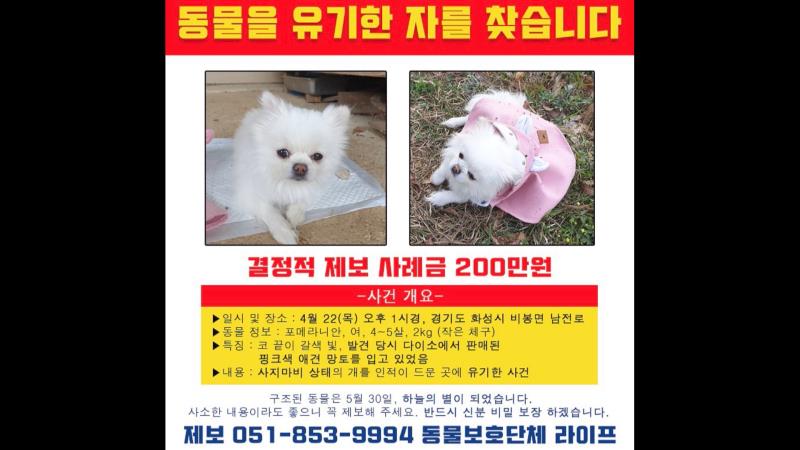 동물을 유기한 자를 찾습니다
결정적 제보 사례금 200만원
-사건 개요-
▶일시 및 장소 : 4월 22(목) 오후 1시경, 경기도 화성시 비봉면 남전로
▶동물 정보 : 포메라니안, 여, 4~5살, 2kg (작은 체구)
▶특징 : 코 끝이 갈색 빛, 발견 당시 다이소에서 판매된
핑크색 애견 망토를 입고 있었음
▶내용 : 사지마비 상태의 개를 인적이 드문 곳에 유기한 사건
구조된 동물은 5월 30일, 하늘의 별이 되었습니다.
사소한 내용이라도 좋으니 꼭 제보해 주세요. 반드시 신분 비밀 보장 하겠습니다.
제보 051-853-9994 동물보호단체 라이프